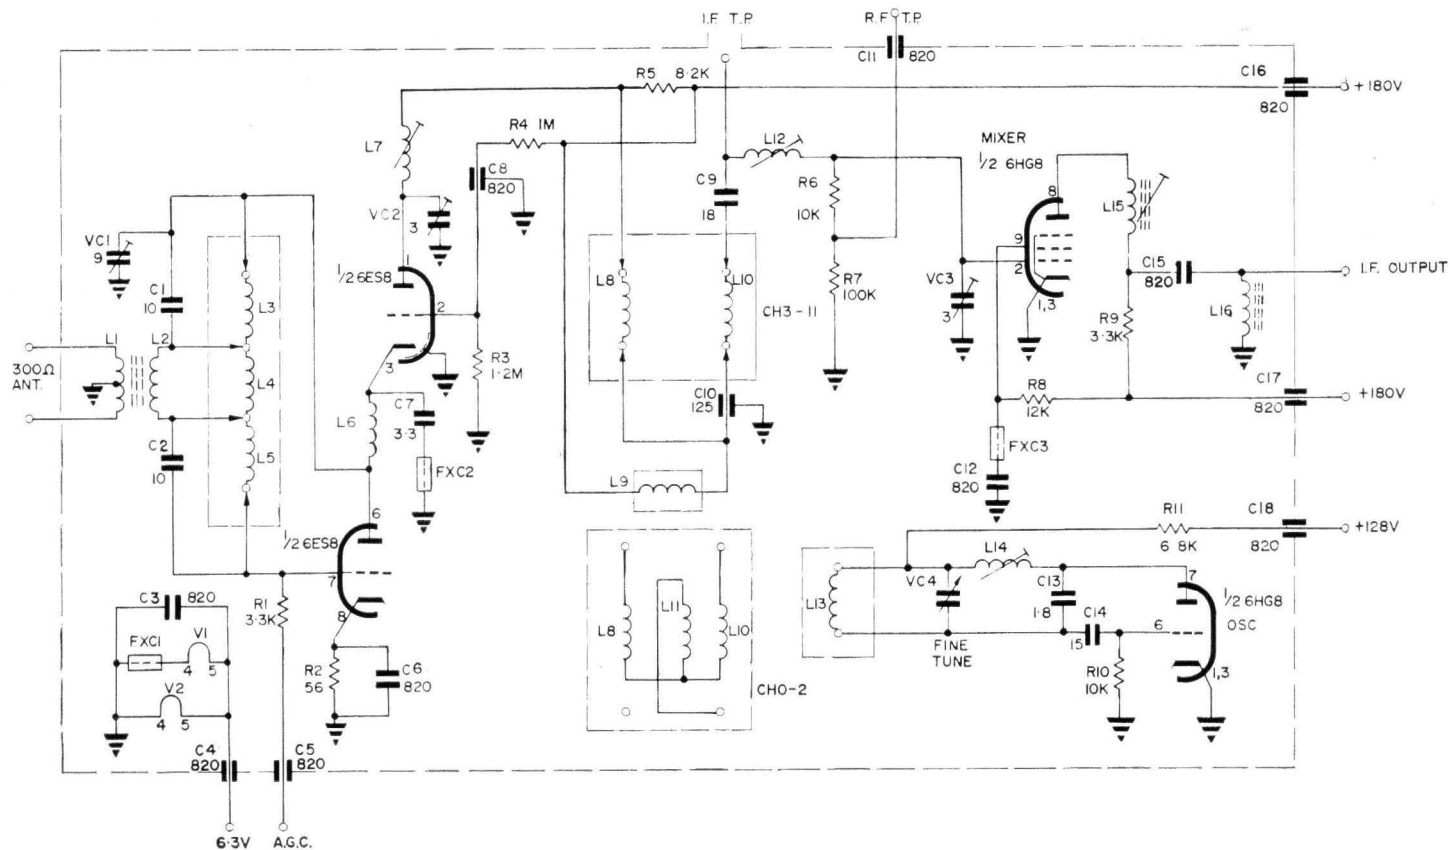 I.F. T.P.
R.F. T.P.
C11
820
R5 8·2K
C16
820
+180V
R4 1M
L7
C8
820
L12
MIXER
1/2 6HG8
8
C9
18
R6
10K
L15
VC1
9
VC2
3
1/2 6ES8
1
9
2
C15
820
I.F. OUTPUT
C1
10
L3
L8
L10
R7
100K
VC3
3
1,3
L16
CH3-11
2
R9
3·3K
300Ω
ANT.
L1
L2
L4
3
R3
1·2M
C10
125
R8
12K
C17
820
+180V
C7
3·3
L6
C2
10
L5
FXC2
FXC3
L9
C12
820
6
1/2 6ES8
R11
6 8K
C18
820
+128V
7
L14
C3 820
R1
3.3K
8
L13
VC4
C13
1·8
C14
15
7
1/2 6HG8
OSC
6
L8
L11
L10
FXC1
V1
4 5
R2
56
C6
820
FINE
TUNE
R10
10K
1,3
V2
4 5
CH0-2
C4
820
C5
820
6·3V
A.G.C.